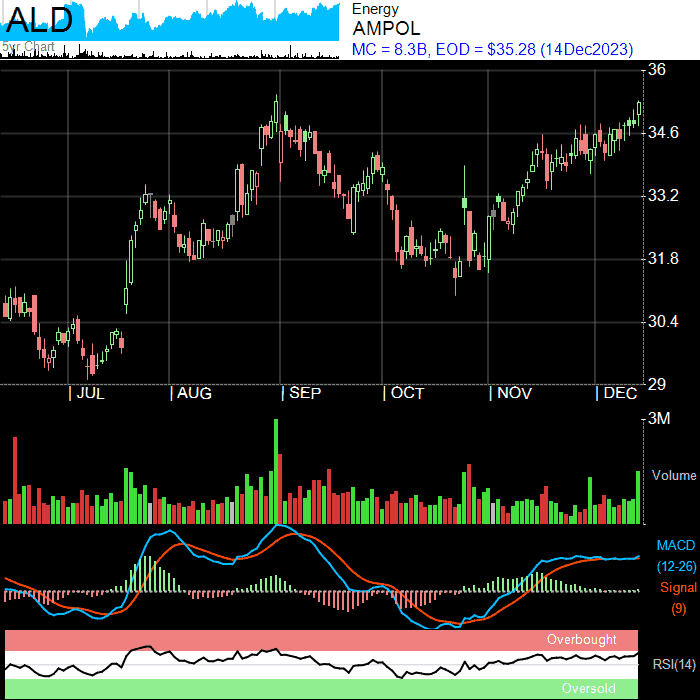 ALD
5yr Chart
Energy
AMPOL
MC = 8.3B, EOD = $35.28 (14Dec2023)
36
34.6
33.2
31.8
30.4
29
JUL AUG SEP OCT NOV DEC
3M
Volume
MACD
(12-26)
Signal
(9)
Overbought
RSI(14)
Oversold